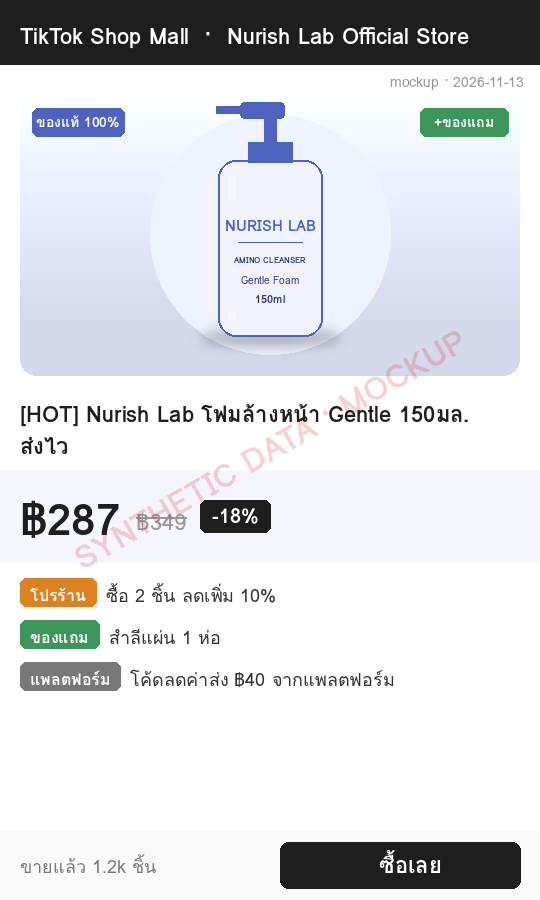 TikTok Shop Mall · Nurish Lab Official Store
mockup · 2026-11-13
ของแท้ 100%
+ของแถม
NURISH LAB
AMINO CLEANSER
Gentle Foam
150ml
[HOT] Nurish Lab โฟมล้างหน้า Gentle 150มล.
ส่งไว
฿287 ฿349 -18%
SYNTHETIC DATA · MOCKUP
โปรร้าน ซื้อ 2 ชิ้น ลดเพิ่ม 10%
ของแถม สำลีแผ่น 1 ห่อ
แพลตฟอร์ม โค้ดลดค่าส่ง ฿40 จากแพลตฟอร์ม
ขายแล้ว 1.2k ชิ้น
ซื้อเลย